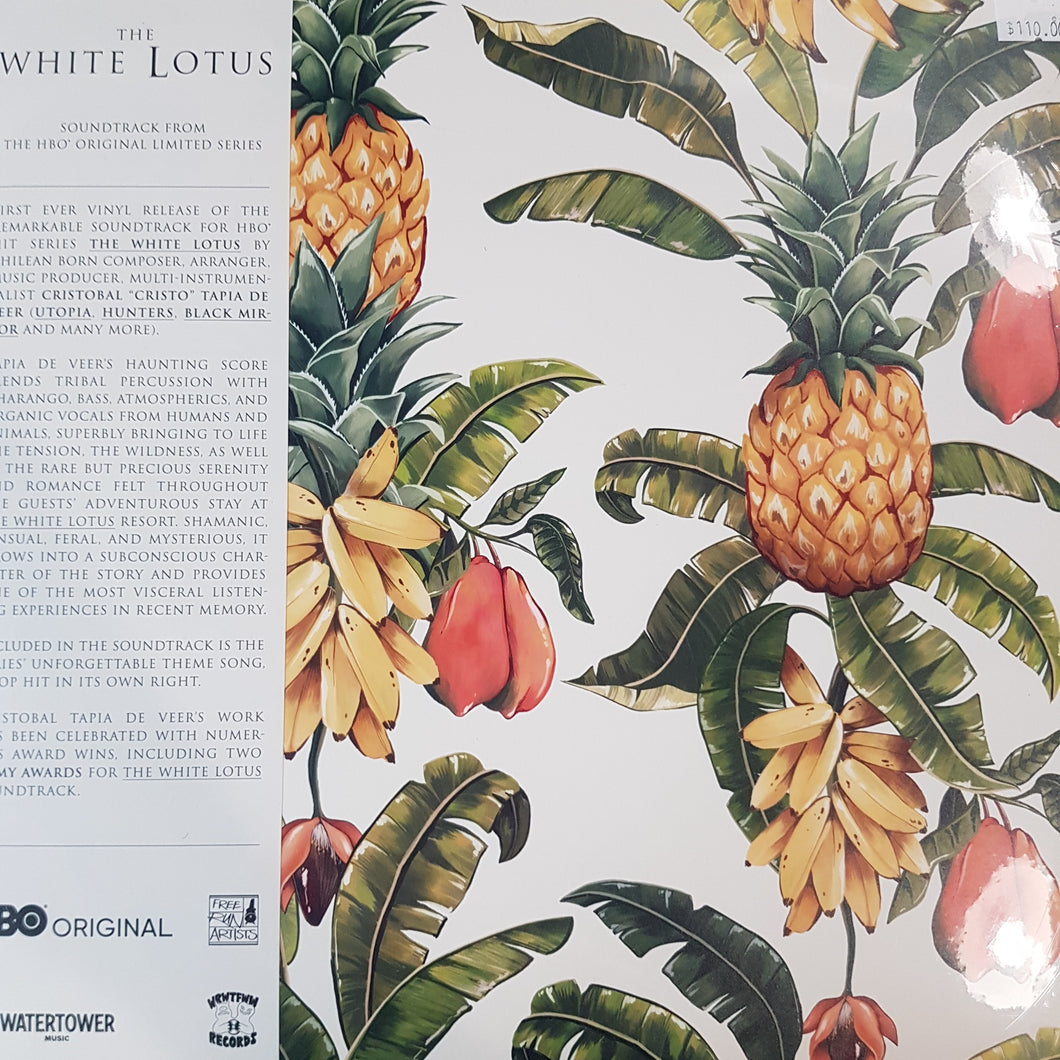 THE
WHITE LOTUS
SOUNDTRACK FROM
THE HBO® ORIGINAL LIMITED SERIES
IRST EVER VINYL RELEASE OF THE
EMARKABLE SOUNDTRACK FOR HBO®
IT SERIES THE WHITE LOTUS BY
HILEAN BORN COMPOSER, ARRANGER,
USIC PRODUCER, MULTI-INSTRUMEN-
ALIST CRISTOBAL "CRISTO" TAPIA DE
EER (UTOPIA, HUNTERS, BLACK MIR-
OR AND MANY MORE).
APIA DE VEER'S HAUNTING SCORE
LENDS TRIBAL PERCUSSION WITH
HARANGO, BASS, ATMOSPHERICS, AND
RGANIC VOCALS FROM HUMANS AND
NIMALS, SUPERBLY BRINGING TO LIFE
HE TENSION, THE WILDNESS, AS WELL
THE RARE BUT PRECIOUS SERENITY
ND ROMANCE FELT THROUGHOUT
E GUESTS' ADVENTUROUS STAY AT
E WHITE LOTUS RESORT. SHAMANIC,
NSUAL, FERAL, AND MYSTERIOUS, IT
ROWS INTO A SUBCONSCIOUS CHAR-
TER OF THE STORY AND PROVIDES
NE OF THE MOST VISCERAL LISTEN-
G EXPERIENCES IN RECENT MEMORY.
CLUDED IN THE SOUNDTRACK IS THE
RIES' UNFORGETTABLE THEME SONG,
OP HIT IN ITS OWN RIGHT.
ISTOBAL TAPIA DE VEER'S WORK
S BEEN CELEBRATED WITH NUMER-
S AWARD WINS, INCLUDING TWO
MY AWARDS FOR THE WHITE LOTUS
UNDTRACK.
BO® ORIGINAL
FREE
RUN
ARTISTS
WATERTOWER
MUSIC
WRWTFWW
RECORDS
$110.0